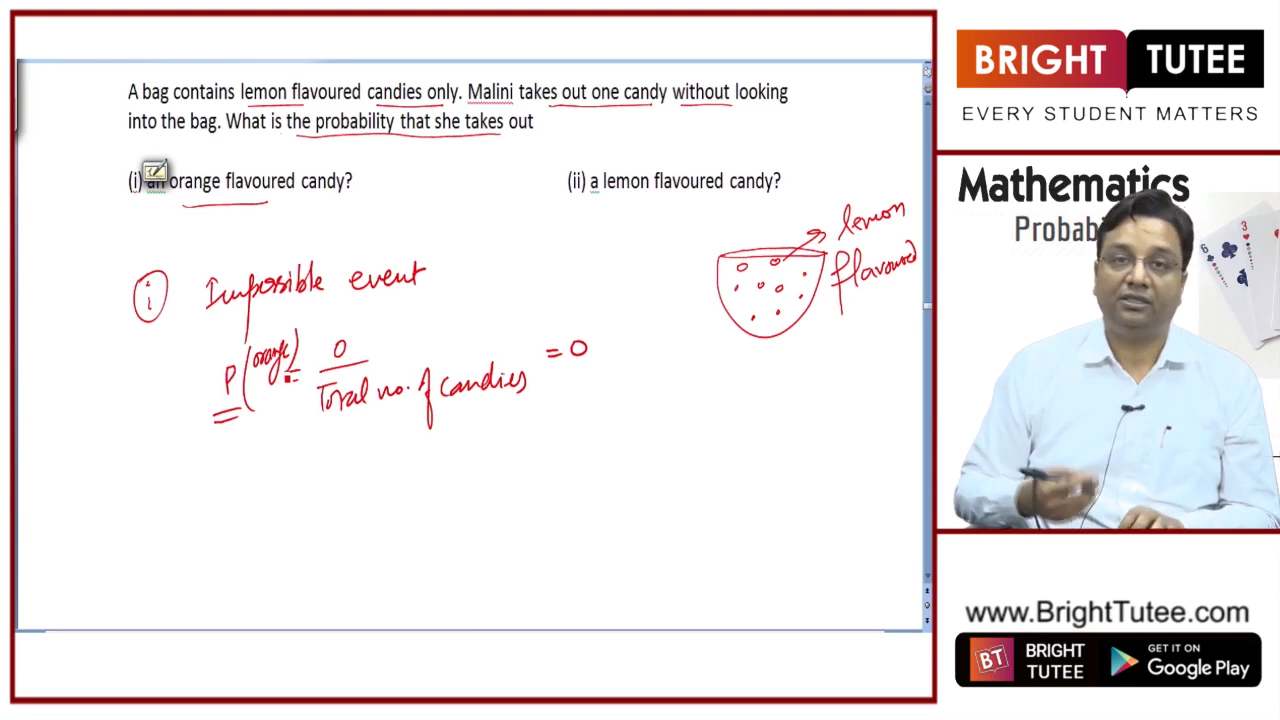 A bag contains lemon flavoured candies only. Malini takes out one candy without looking
into the bag. What is the probability that she takes out
(i) an orange flavoured candy?
(ii) a lemon flavoured candy?
lemon
flavoured
i Impossible event
P(orange) = 0 / Total no. of candies = 0
BRIGHT TUTEE
EVERY STUDENT MATTERS
Mathematics
3
6
www.BrightTutee.com
BT BRIGHT TUTEE
GET IT ON
Google Play